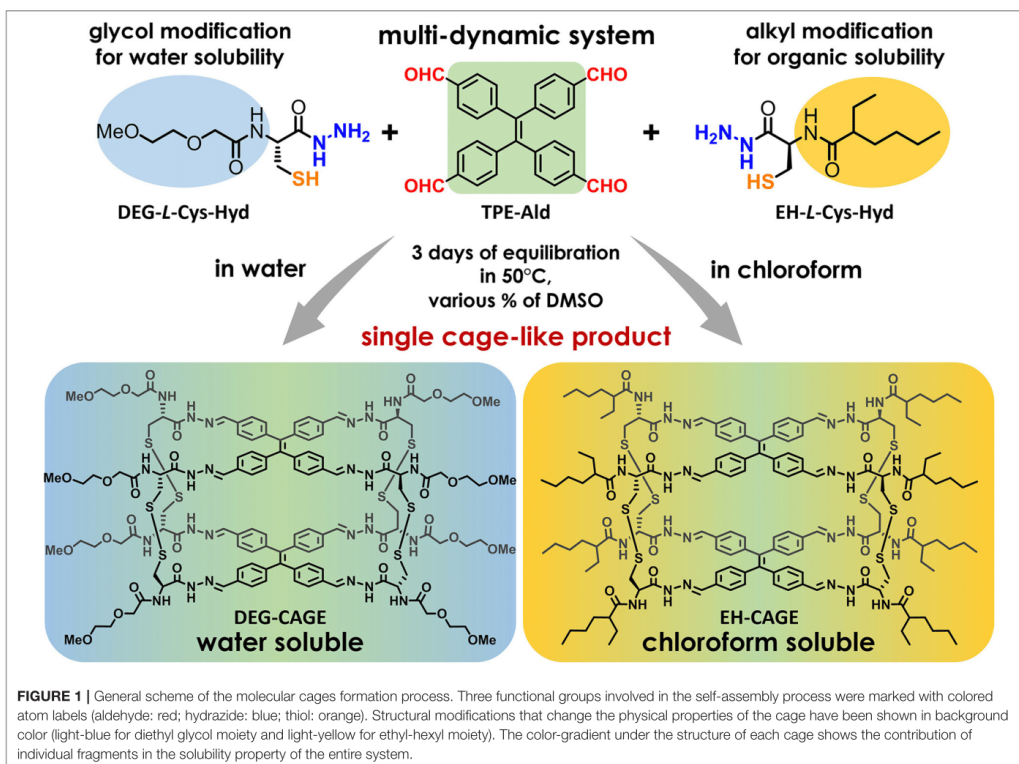 glycol modification
for water solubility
multi-dynamic system
alkyl modification
for organic solubility
CHO
CHO
OHC
OHC
MeO
O
O
H
N
O
N
H
NH2
SH
+
+
H2N
N
H
O
H
N
O
HS
DEG-L-Cys-Hyd
TPE-Ald
EH-L-Cys-Hyd
in water
3 days of equilibration
in 50°C,
various % of DMSO
in chloroform
single cage-like product
DEG-CAGE
water soluble
EH-CAGE
chloroform soluble
FIGURE 1 | General scheme of the molecular cages formation process. Three functional groups involved in the self-assembly process were marked with colored
atom labels (aldehyde: red; hydrazide: blue; thiol: orange). Structural modifications that change the physical properties of the cage have been shown in background
color (light-blue for diethyl glycol moiety and light-yellow for ethyl-hexyl moiety). The color-gradient under the structure of each cage shows the contribution of
individual fragments in the solubility property of the entire system.